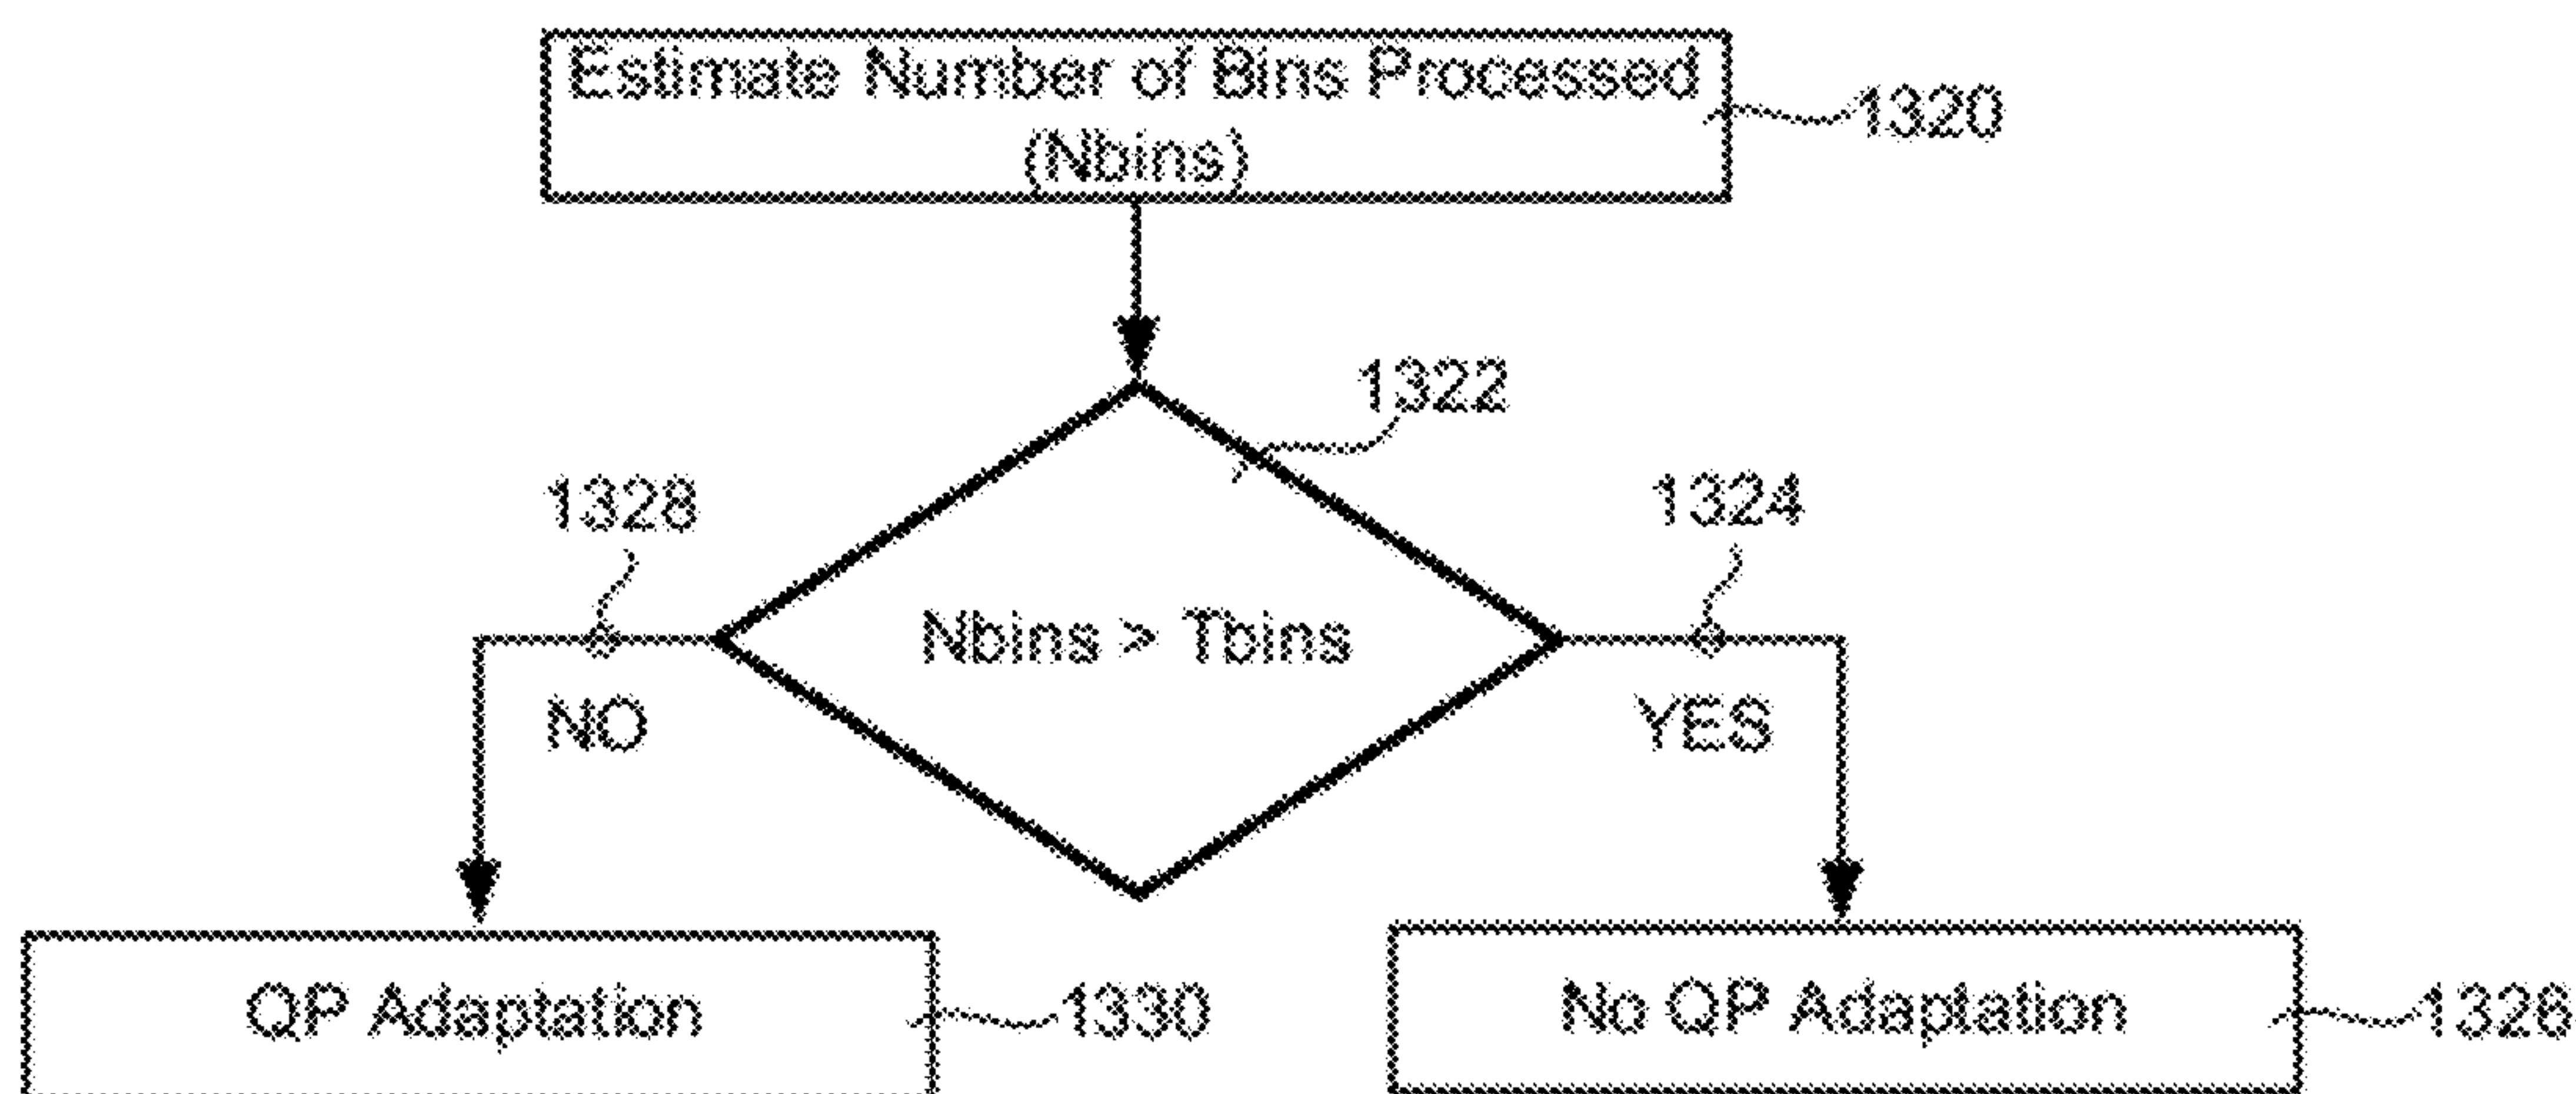 Estimate Number of Bins Processed
(Nbins)
1320
1322
1328
1324
Nbins > Tbins
NO
YES
QP Adaptation
1330
No QP Adaptation
1326